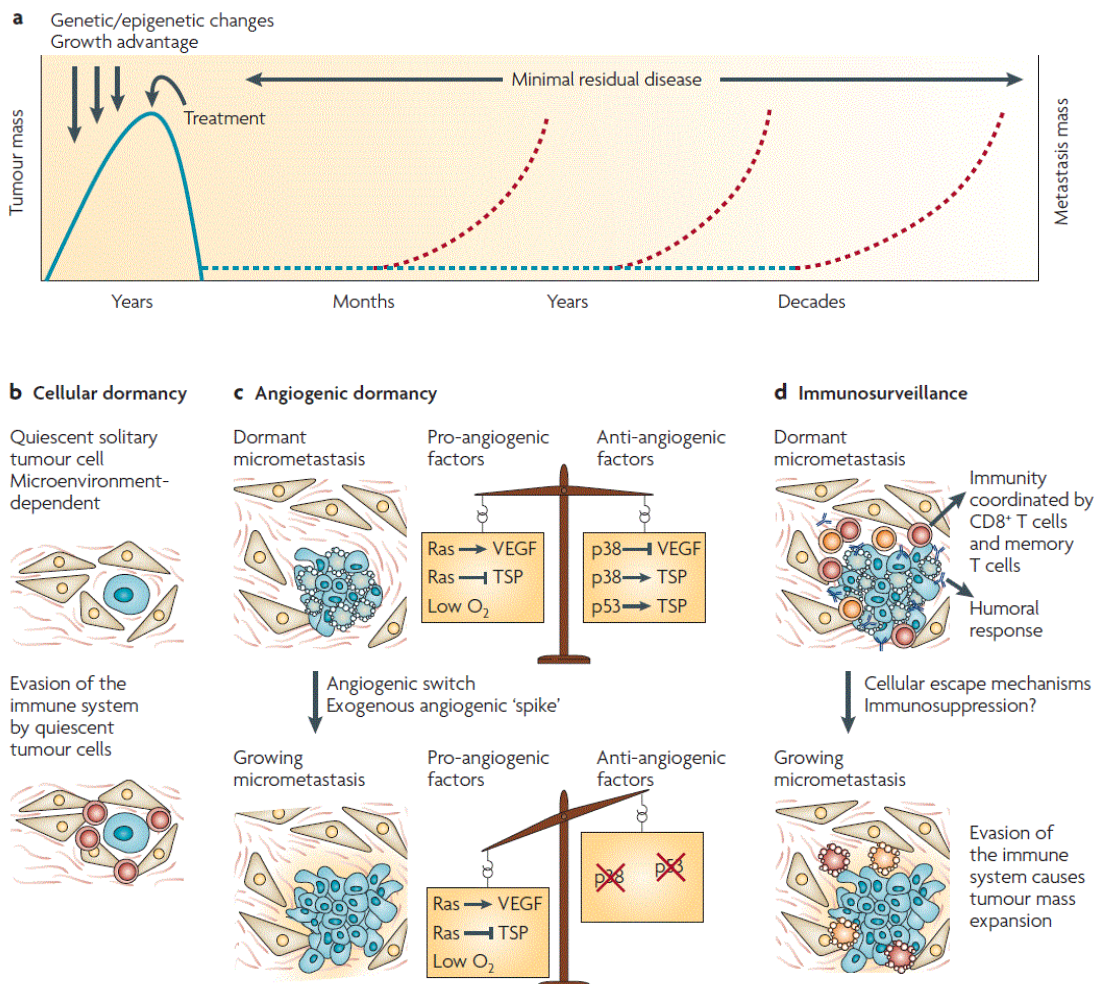 a
Genetic/epigenetic changes
Growth advantage
Minimal residual disease
Treatment
Tumour mass
Metastasis mass
Years
Months
Years
Decades
b Cellular dormancy
Quiescent solitary
tumour cell
Microenvironment-
dependent
Evasion of the
immune system
by quiescent
tumour cells
c Angiogenic dormancy
Dormant
micrometastasis
Pro-angiogenic
factors
Anti-angiogenic
factors
Ras VEGF
Ras TSP
Low O₂
p38 VEGF
p38 TSP
p53 TSP
Angiogenic switch
Exogenous angiogenic ‘spike’
Growing
micrometastasis
Pro-angiogenic
factors
Anti-angiogenic
factors
Ras VEGF
Ras TSP
Low O₂
p38
p53
d Immunosurveillance
Dormant
micrometastasis
Immunity
coordinated by
CD8⁺ T cells
and memory
T cells
Humoral
response
Cellular escape mechanisms
Immunosuppression?
Growing
micrometastasis
Evasion of
the immune
system causes
tumour mass
expansion